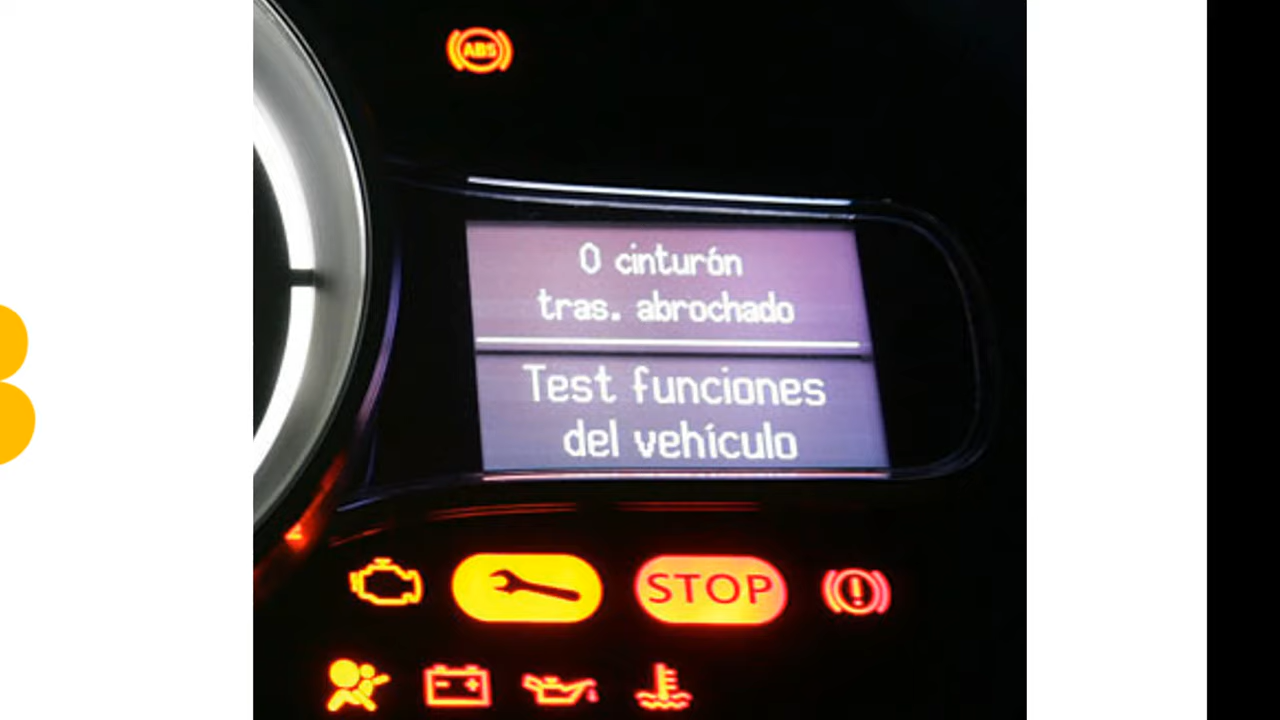 ABS
0 cinturón
tras. abrochado
Test funciones
del vehículo
STOP